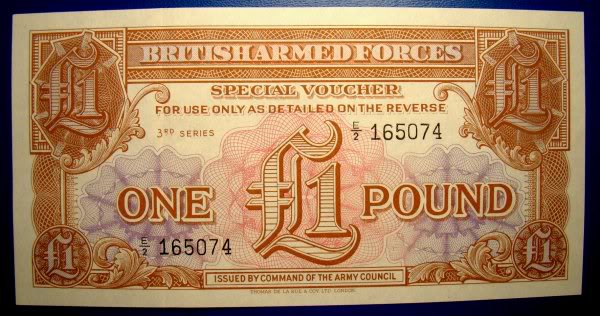 £1 BRITISH ARMED FORCES £1
SPECIAL VOUCHER
FOR USE ONLY AS DETAILED ON THE REVERSE
3RD SERIES E/2 165074
ONE £1 POUND
E/2 165074
£1 ISSUED BY COMMAND OF THE ARMY COUNCIL £1
THOMAS DE LA RUE & COY. LTD. LONDON.